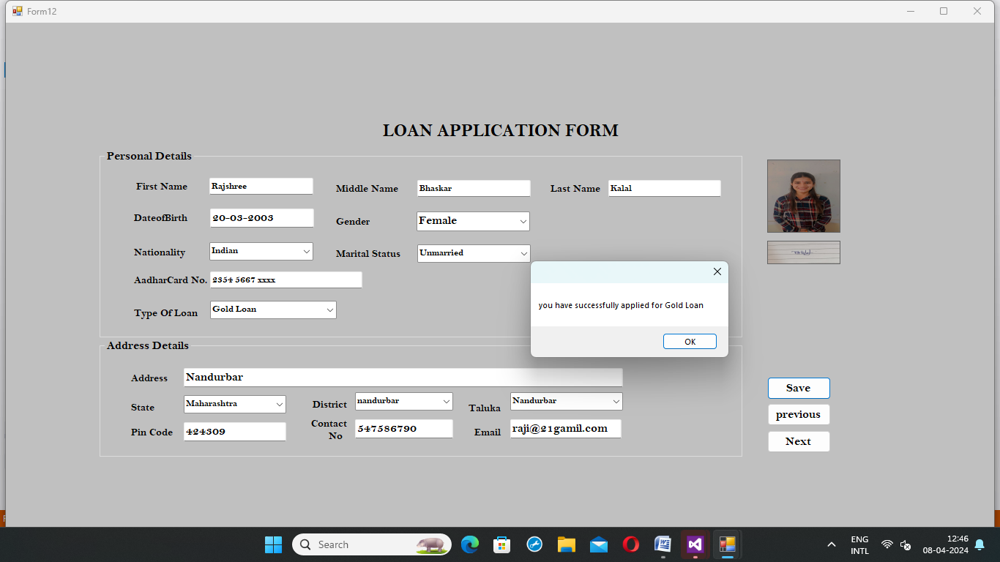 Form12
LOAN APPLICATION FORM
Personal Details
First Name Rajshree Middle Name Bhaskar Last Name Kalal
DateofBirth 20-03-2003 Gender Female
Nationality Indian Marital Status Unmarried
AadharCard No. 2354 5667 xxxx
Type Of Loan Gold Loan
you have successfully applied for Gold Loan
OK
Address Details
Address Nandurbar
State Maharashtra District nandurbar Taluka Nandurbar
Pin Code 424309 Contact No 547586790 Email raji@21gamil.com
Save
previous
Next
Search
ENG
INTL
12:46
08-04-2024